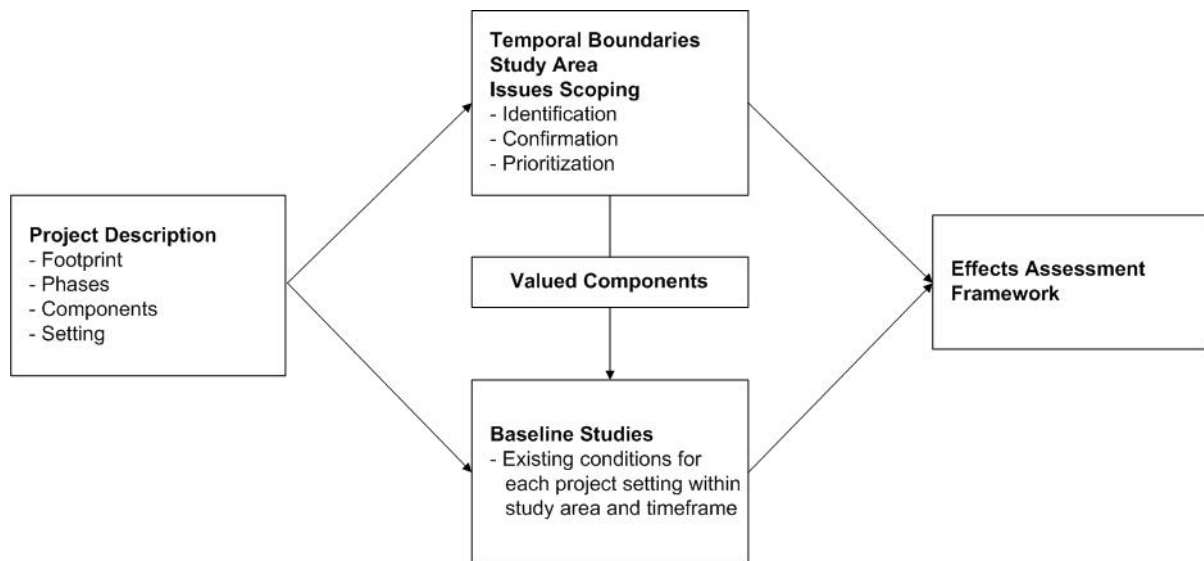 Temporal Boundaries
Study Area
Issues Scoping
- Identification
- Confirmation
- Prioritization
Project Description
- Footprint
- Phases
- Components
- Setting
Valued Components
Effects Assessment
Framework
Baseline Studies
- Existing conditions for
each project setting within
study area and timeframe